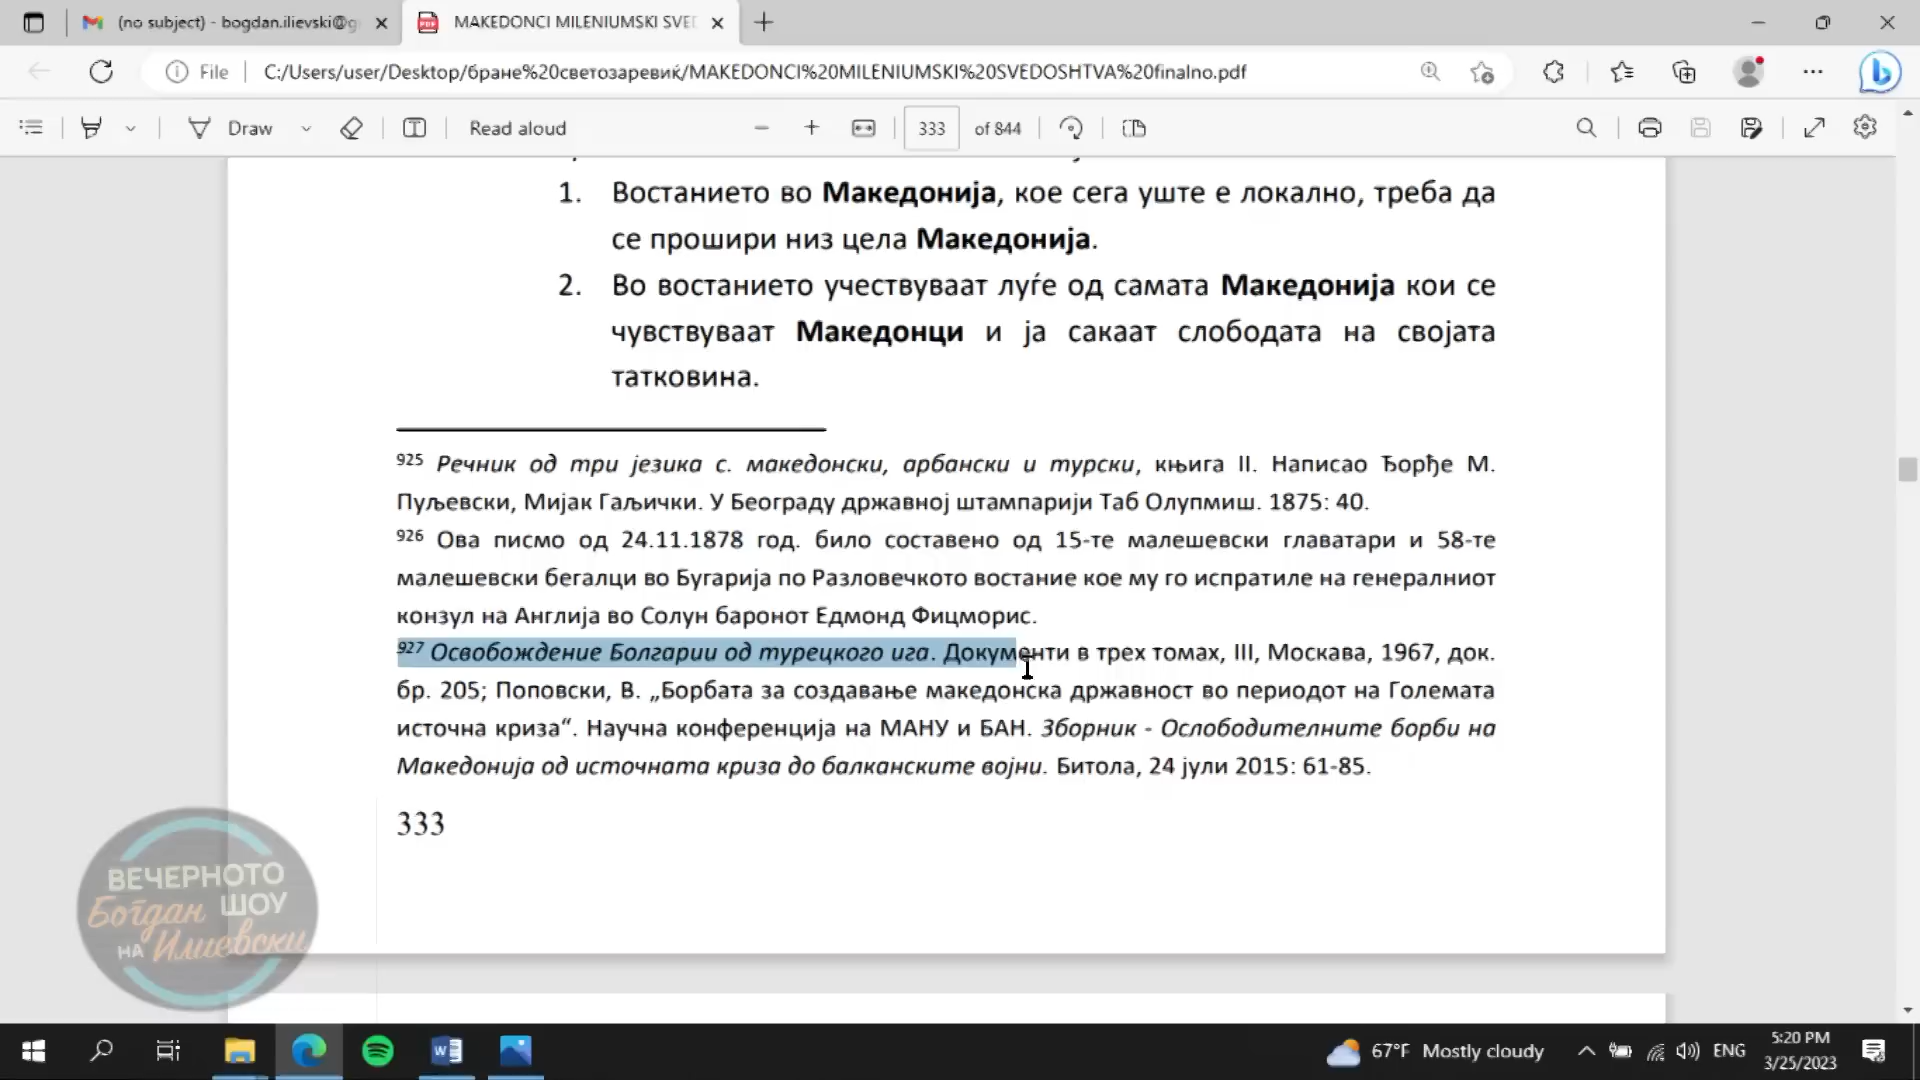 (no subject) - bogdan.ilievski@g
MAKEDONCI MILENIUMSKI SVE
File
C:/Users/user/Desktop/бране%20светозаревиќ/MAKEDONCI%20MILENIUMSKI%20SVEDOSHTVA%20finalno.pdf
Draw
Read aloud
333 of 844
1. Востанието во Македонија, кое сега уште е локално, треба да
се прошири низ цела Македонија.
2. Во востанието учествуваат луѓе од самата Македонија кои се
чувствуваат Македонци и ја сакаат слободата на својата
татковина.
925 Речник од три језика с. македонски, арбански и турски, књига II. Написао Ђорђе М.
Пуљевски, Мијак Гаљички. У Београду државној штампарији Таб Олупмиш. 1875: 40.
926 Ова писмо од 24.11.1878 год. било составено од 15-те малешевски главатари и 58-те
малешевски бегалци во Бугарија по Разловечкото востание кое му го испратиле на генералниот
конзул на Англија во Солун баронот Едмонд Фицморис.
927 Освобождение Болгарии од турецкого ига. Документи в трех томах, III, Москава, 1967, док.
бр. 205; Поповски, В. „Борбата за создавање македонска државност во периодот на Големата
источна криза“. Научна конференција на МАНУ и БАН. Зборник - Ослободителните борби на
Македонија од источната криза до балканските војни. Битола, 24 јули 2015: 61-85.
333
ВЕЧЕРНОТО
ШОУ
Богдан
НА Илиевски
67°F Mostly cloudy
ENG
5:20 PM
3/25/2023